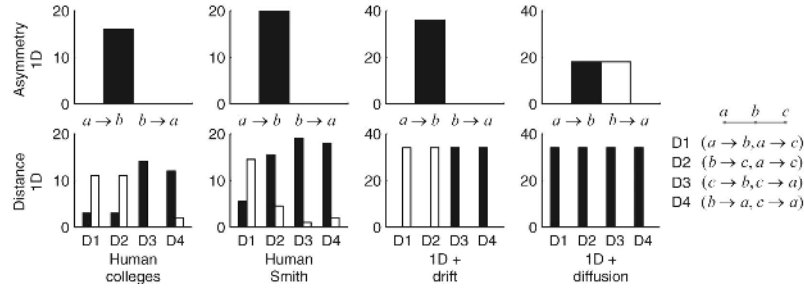 Asymmetry
1D
20
10
0
a → b b → a
20
10
0
a → b b → a
40
20
0
a → b b → a
40
20
0
a → b b → a
Distance
1D
20
10
0
D1 D2 D3 D4
Human
colleges
20
10
0
D1 D2 D3 D4
Human
Smith
40
20
0
D1 D2 D3 D4
1D +
drift
40
20
0
D1 D2 D3 D4
1D +
diffusion
a b c
D1 (a → b, a → c)
D2 (b → c, a → c)
D3 (c → b, c → a)
D4 (b → a, c → a)